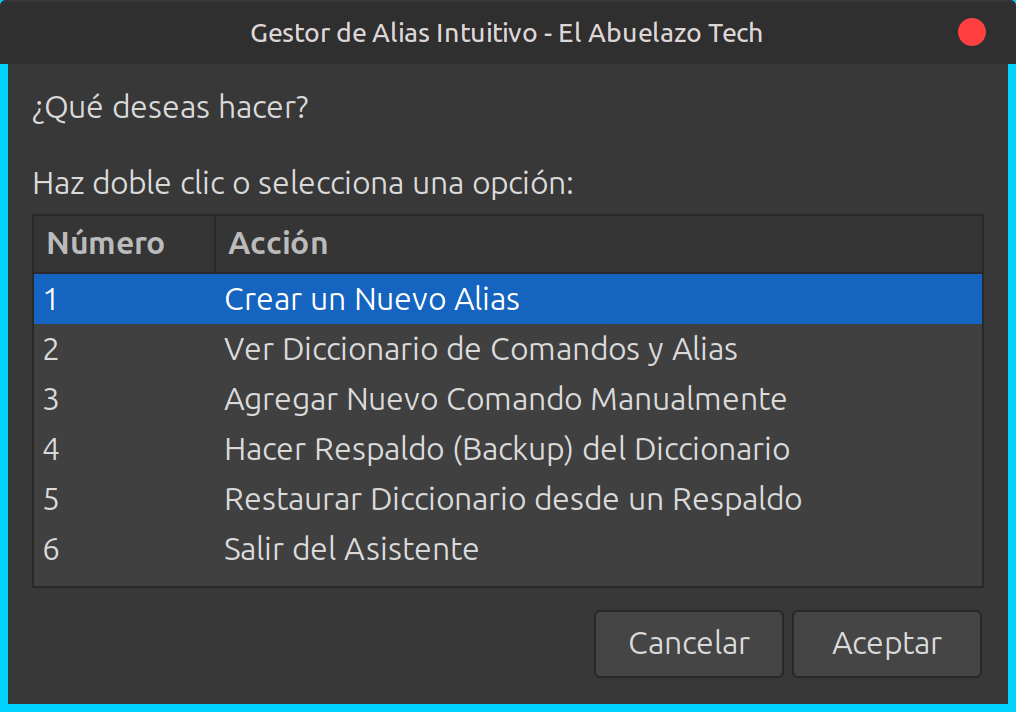 Gestor de Alias Intuitivo - El Abuelazo Tech
¿Qué deseas hacer?
Haz doble clic o selecciona una opción:
Número Acción
1 Crear un Nuevo Alias
2 Ver Diccionario de Comandos y Alias
3 Agregar Nuevo Comando Manualmente
4 Hacer Respaldo (Backup) del Diccionario
5 Restaurar Diccionario desde un Respaldo
6 Salir del Asistente
Cancelar Aceptar